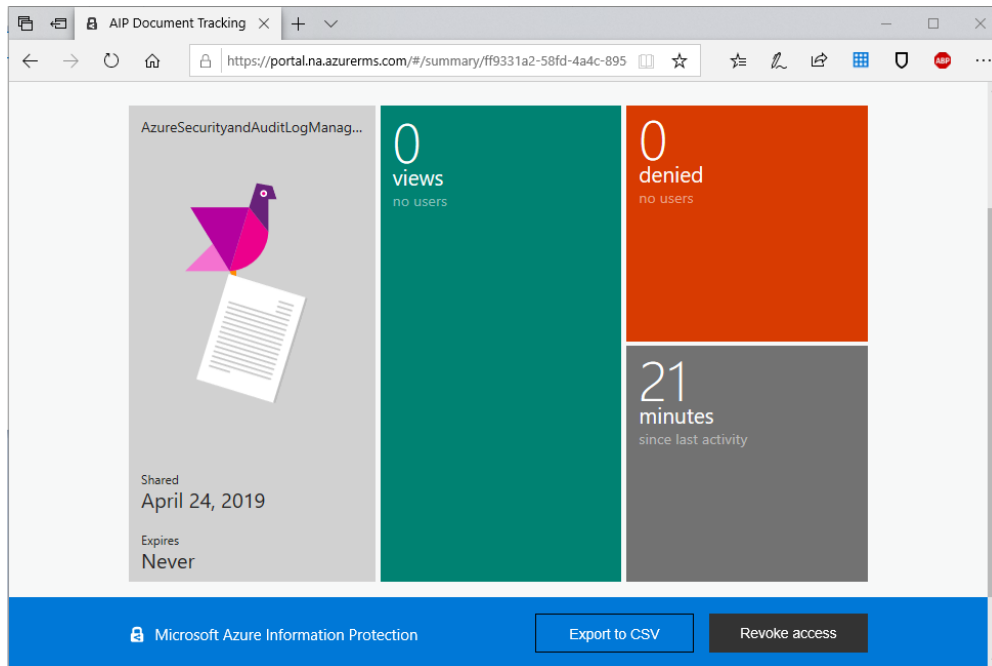 AIP Document Tracking
https://portal.na.azurerms.com/#/summary/ff9331a2-58fd-4a4c-895
ABP
AzureSecurityandAuditLogManag...
0
views
no users
0
denied
no users
21
minutes
since last activity
Shared
April 24, 2019
Expires
Never
Microsoft Azure Information Protection
Export to CSV
Revoke access